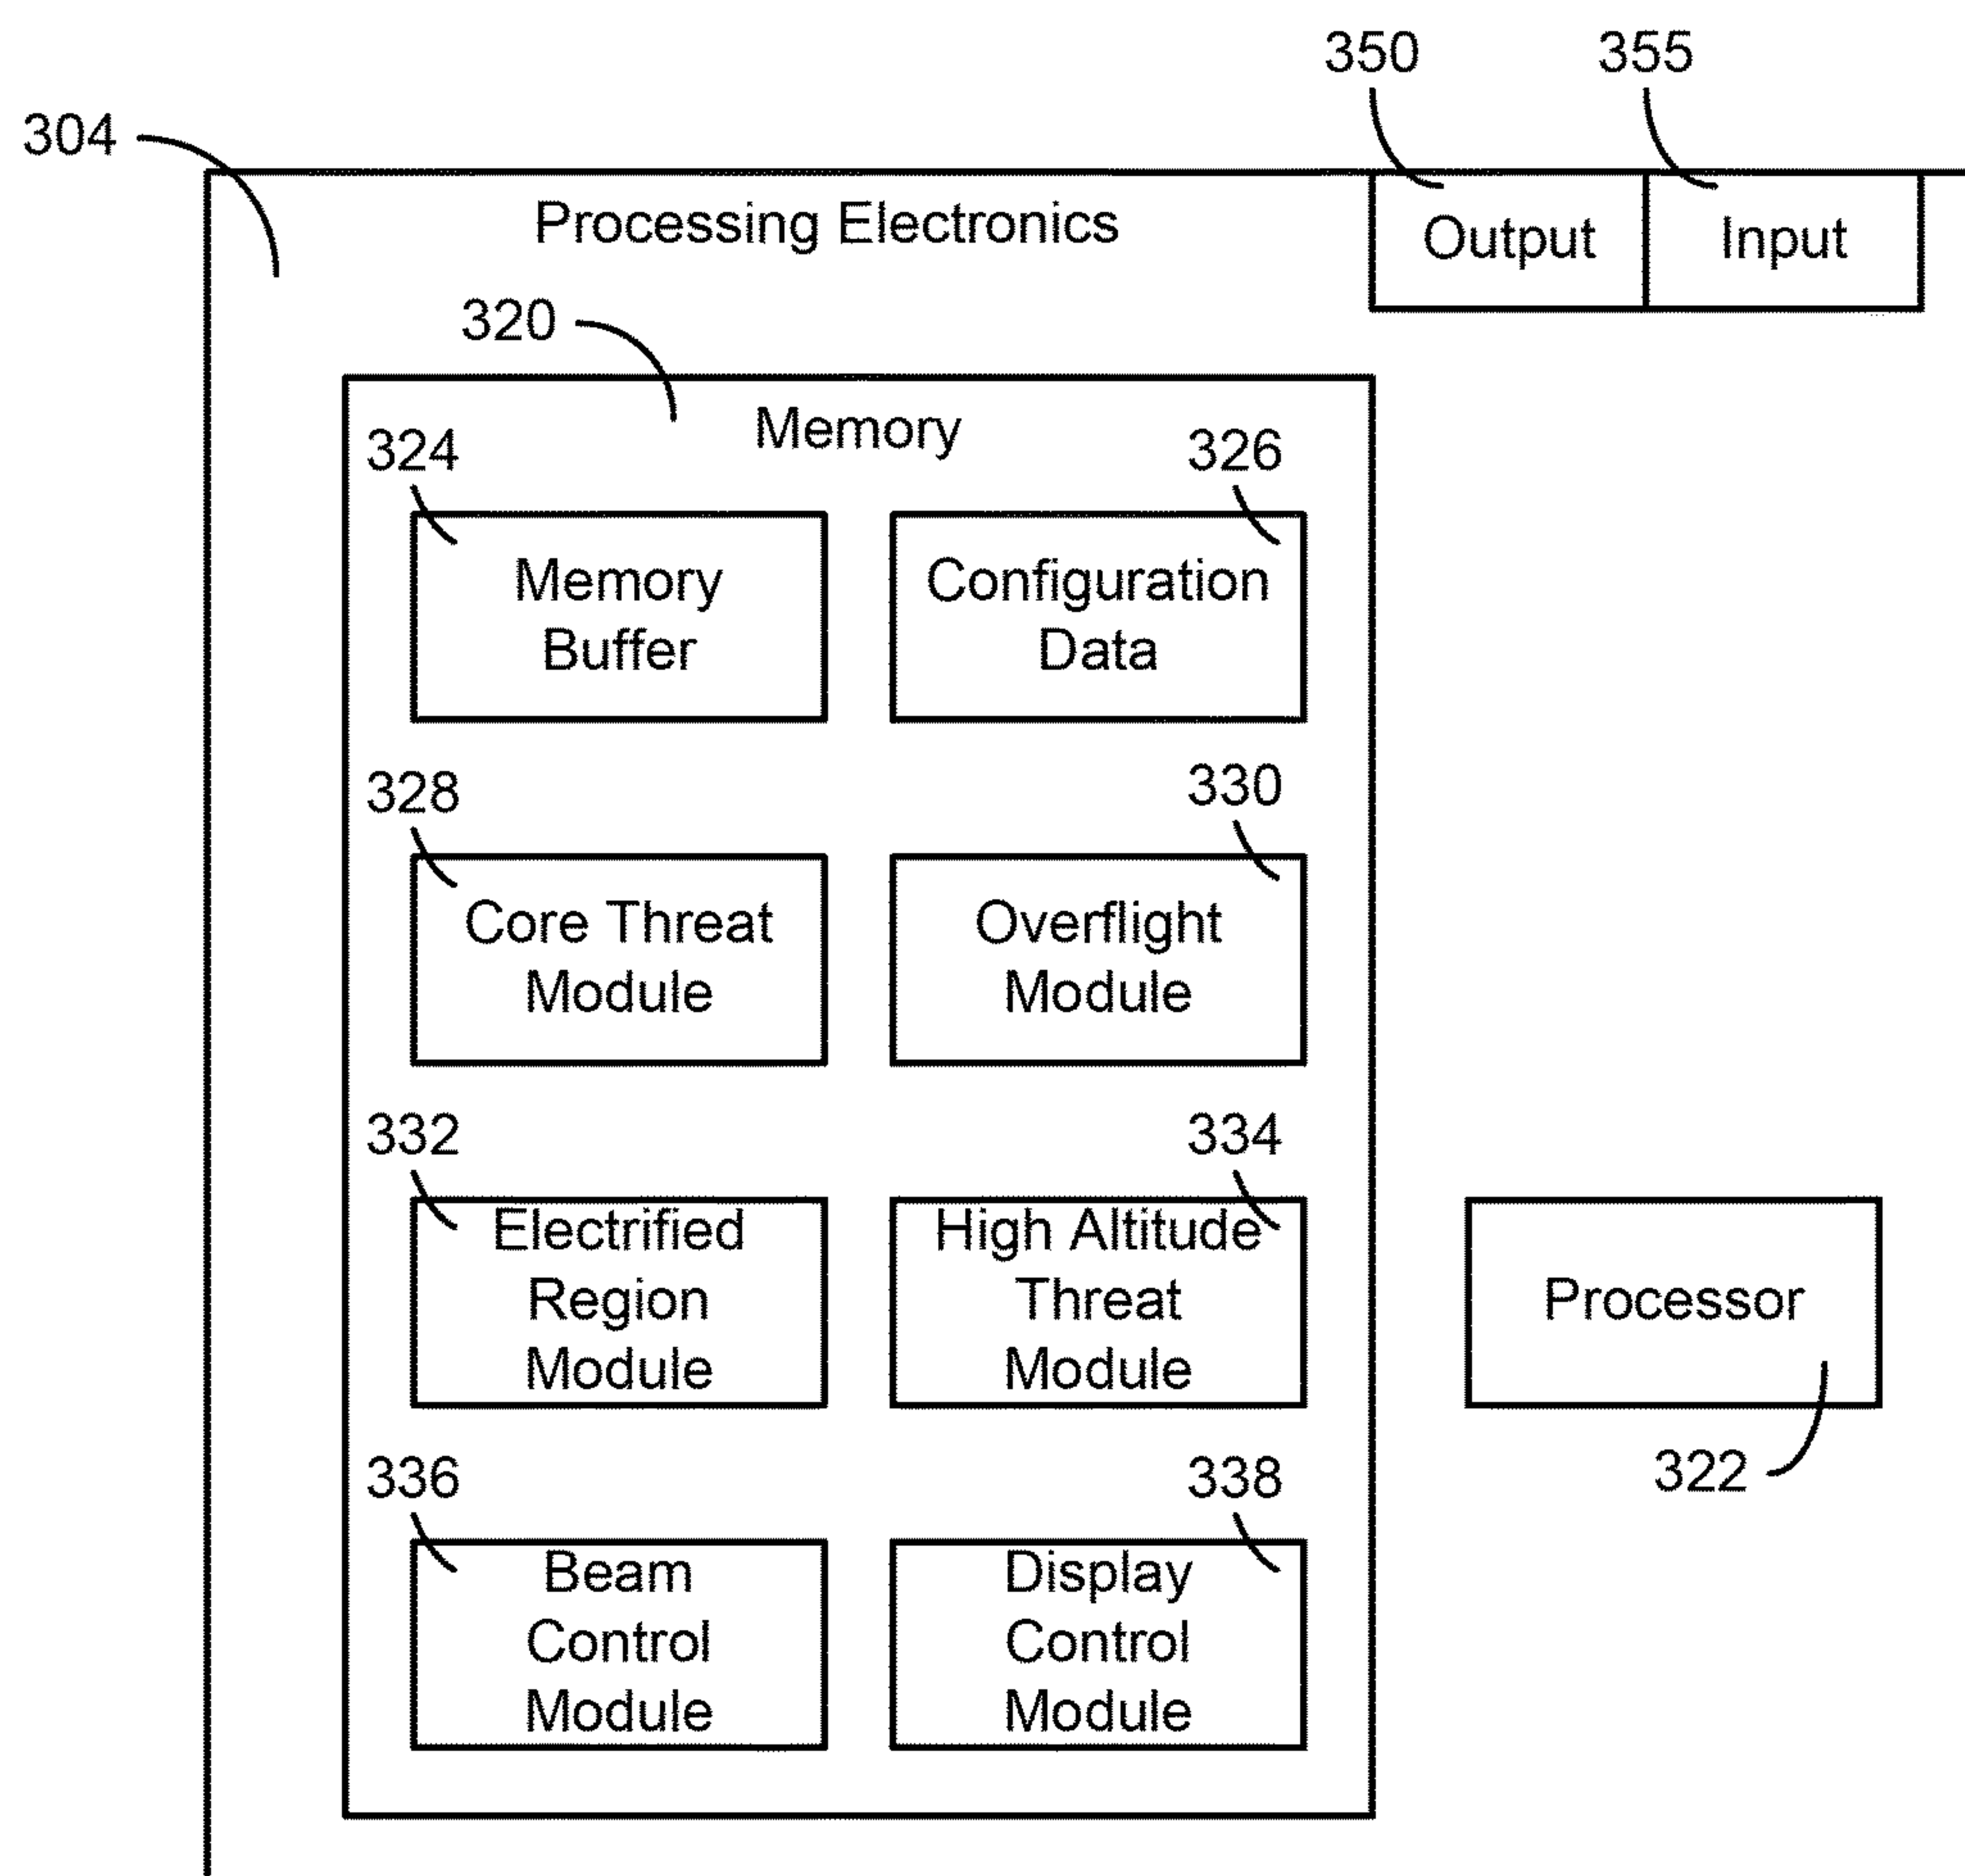 350 355
304
Processing Electronics
Output Input
320
Memory
324 326
Memory Configuration
Buffer Data
328 330
Core Threat Overflight
Module Module
332 334
Electrified High Altitude
Region Threat Processor
Module Module
322
336 338
Beam Display
Control Control
Module Module